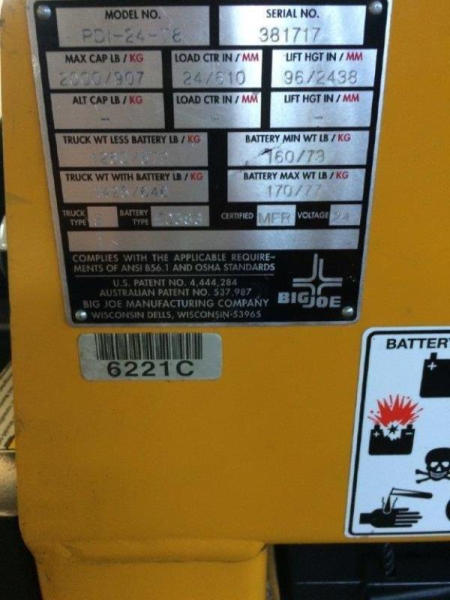 MODEL NO. SERIAL NO.
381717
MAX CAP LB / KG LOAD CTR IN / MM LIFT HGT IN / MM
2000/907 24/610 96/2438
ALT CAP LB / KG LOAD CTR IN / MM LIFT HGT IN / MM
- - -
TRUCK WT LESS BATTERY LB / KG BATTERY MIN WT LB / KG
160/73
TRUCK WT WITH BATTERY LB / KG BATTERY MAX WT LB / KG
170/77
TRUCK TYPE E BATTERY TYPE CERTIFIED MFR VOLTAGE 24
COMPLIES WITH THE APPLICABLE REQUIRE-
MENTS OF ANSI B56.1 AND OSHA STANDARDS
U.S. PATENT NO. 4,444,284
AUSTRALIAN PATENT NO. 537,987
BIG JOE MANUFACTURING COMPANY
WISCONSIN DELLS, WISCONSIN-53965
BIG JOE
6221C
BATTER